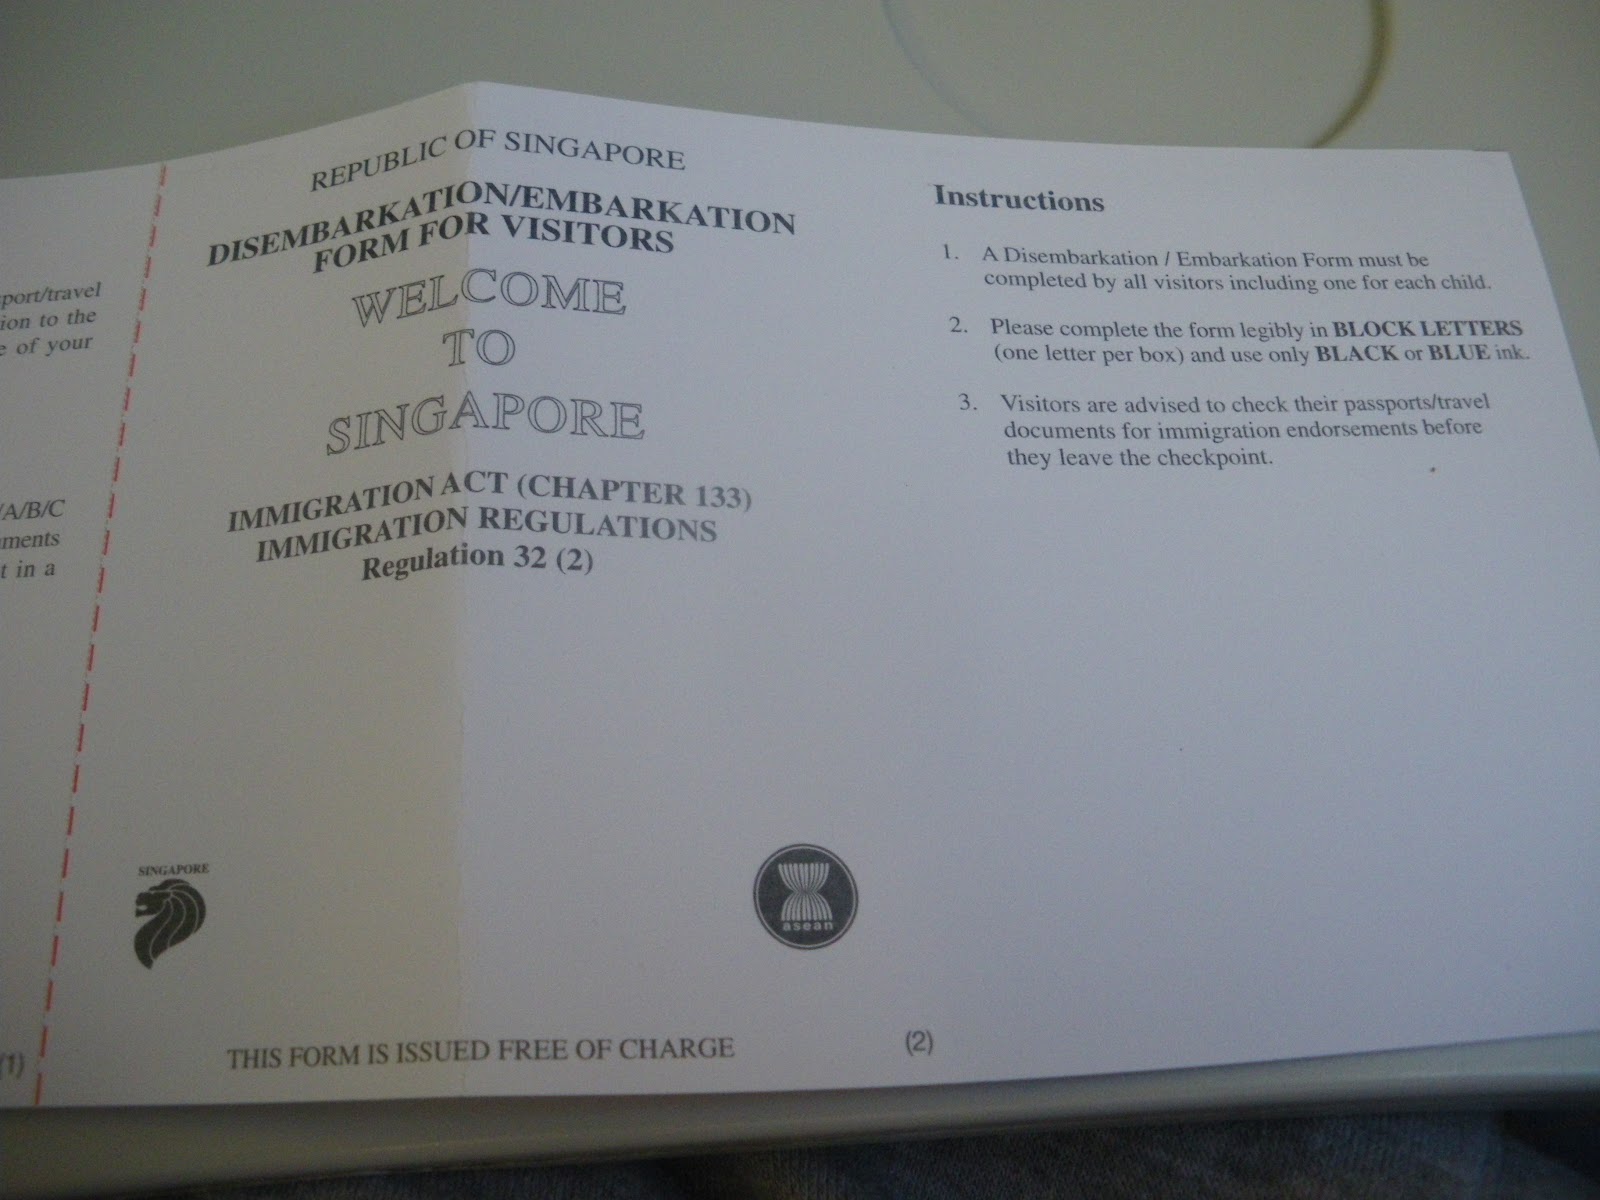 port/travel
ion to the
e of your
/A/B/C
uments
t in a
(1)
REPUBLIC OF SINGAPORE
DISEMBARKATION/EMBARKATION
FORM FOR VISITORS
WELCOME
TO
SINGAPORE
IMMIGRATION ACT (CHAPTER 133)
IMMIGRATION REGULATIONS
Regulation 32 (2)
SINGAPORE
asean
THIS FORM IS ISSUED FREE OF CHARGE
Instructions
1. A Disembarkation / Embarkation Form must be
completed by all visitors including one for each child.
2. Please complete the form legibly in BLOCK LETTERS
(one letter per box) and use only BLACK or BLUE ink.
3. Visitors are advised to check their passports/travel
documents for immigration endorsements before
they leave the checkpoint.
(2)